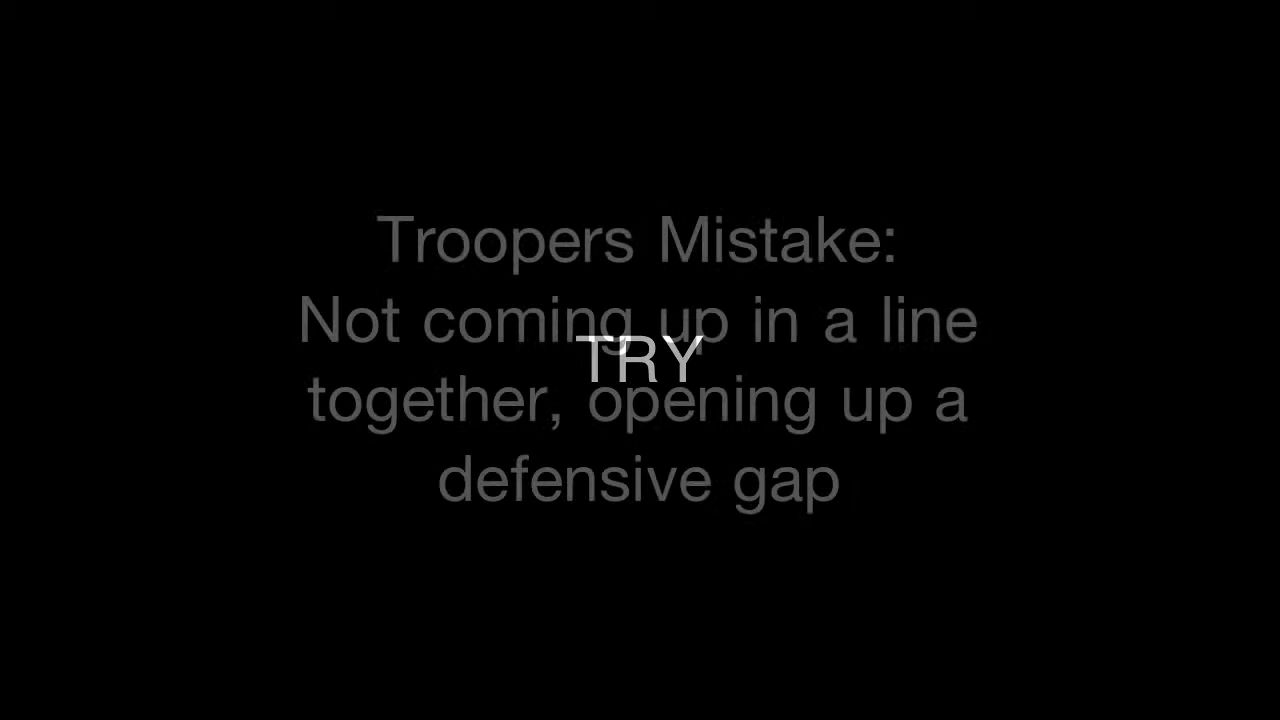 Troopers Mistake:
Not coming up in a line
TRY
together, opening up a
defensive gap